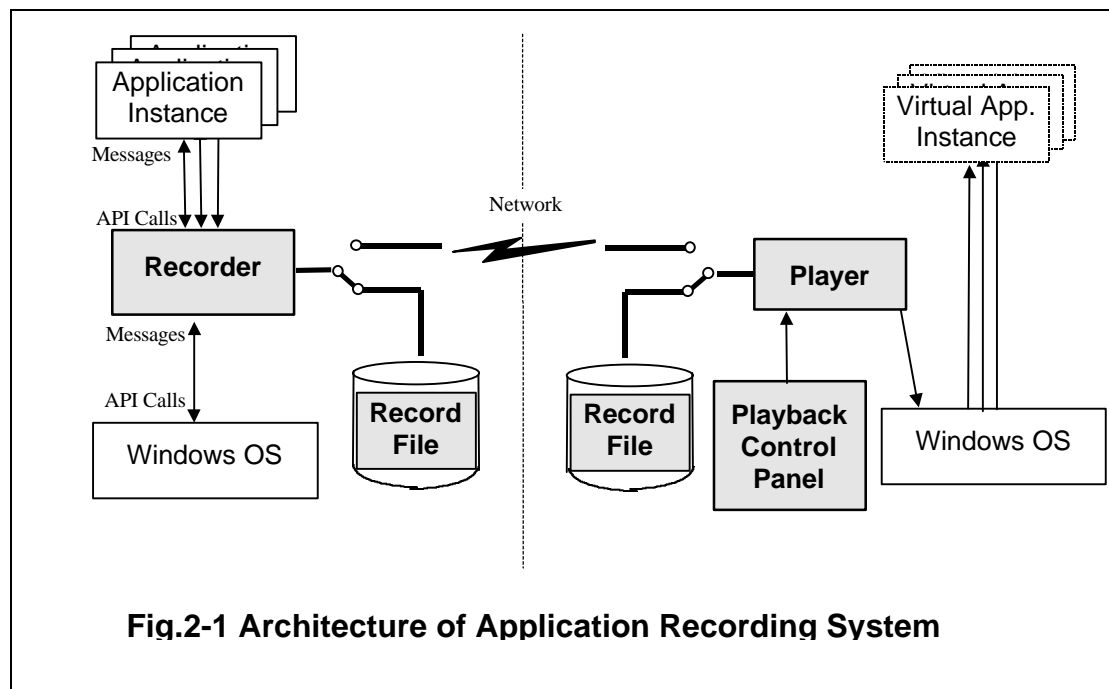 Application
Instance
Messages
API Calls
Recorder
Messages
API Calls
Windows OS
Record
File
Network
Virtual App.
Instance
Player
Record
File
Playback
Control
Panel
Windows OS
Fig.2-1 Architecture of Application Recording System